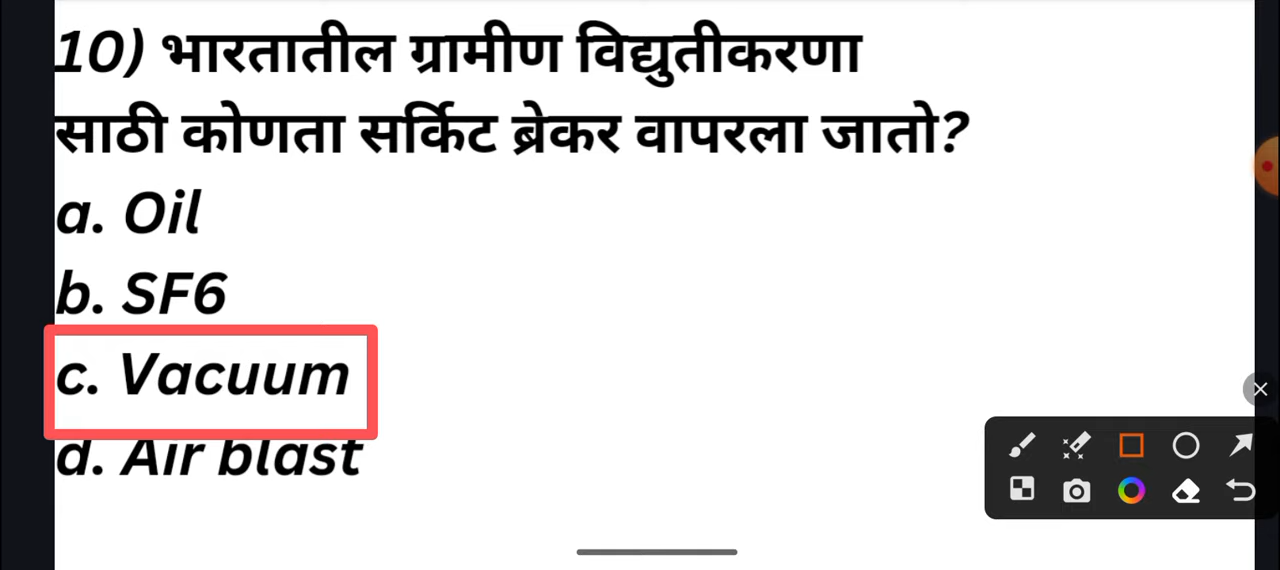 10) भारतातील ग्रामीण विद्युतीकरणा
साठी कोणता सर्किट ब्रेकर वापरला जातो?
a. Oil
b. SF6
c. Vacuum
d. Air blast